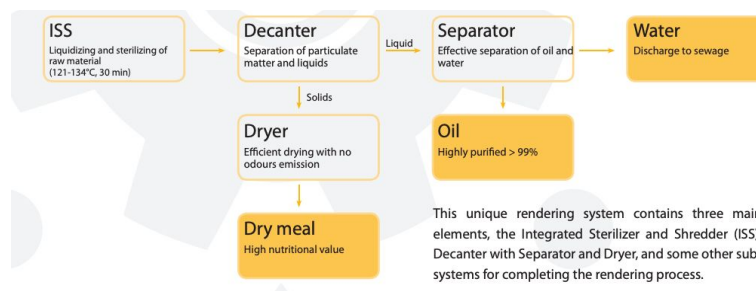 ISS
Liquidizing and sterilizing of
raw material
(121-134°C, 30 min)
Decanter
Separation of particulate
matter and liquids
Liquid
Separator
Effective separation of oil and
water
Water
Discharge to sewage
Solids
Dryer
Efficient drying with no
odours emission
Oil
Highly purified > 99%
Dry meal
High nutritional value
This unique rendering system contains three main
elements, the Integrated Sterilizer and Shredder (ISS)
Decanter with Separator and Dryer, and some other sub
systems for completing the rendering process.